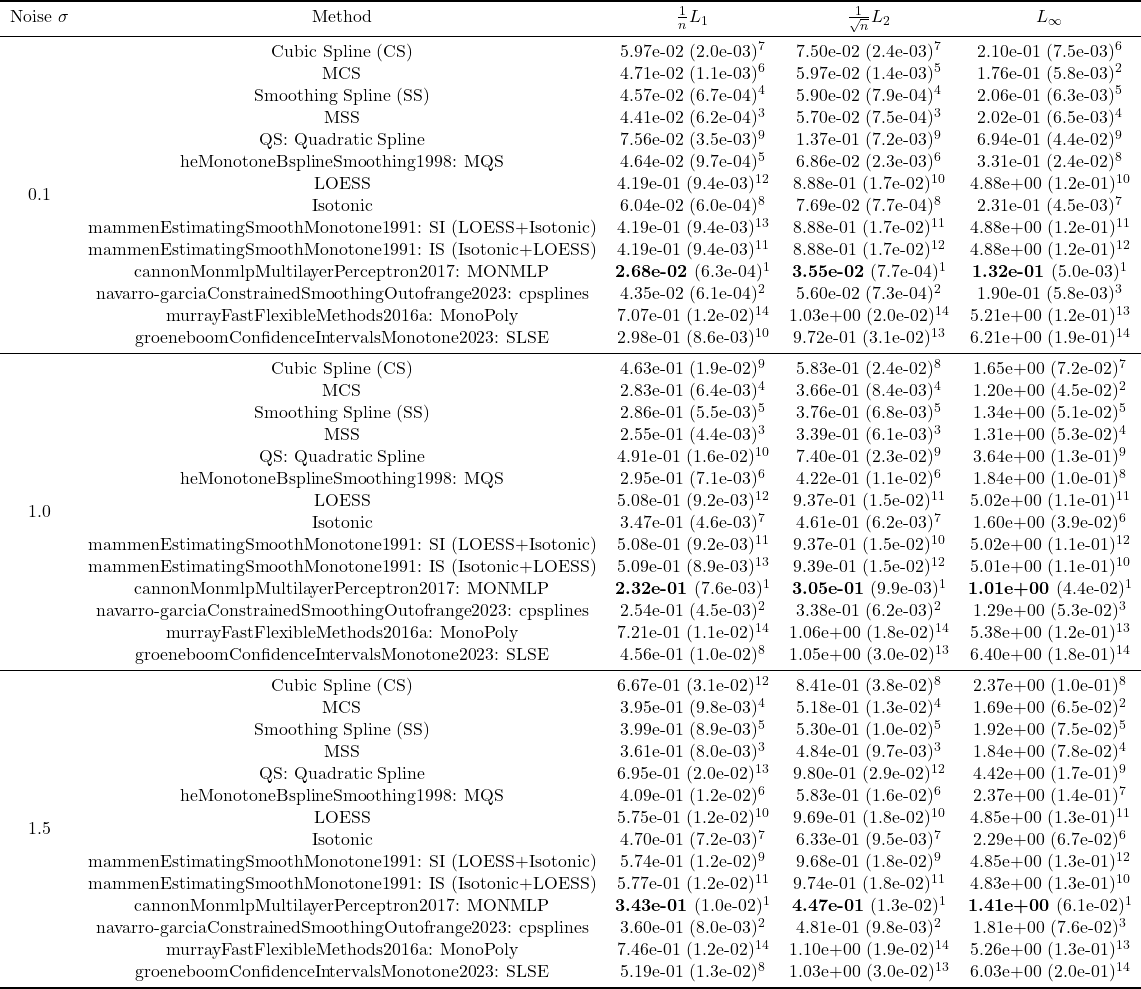 Noise σ Method 1/n L₁ 1/√n L₂ L∞
Cubic Spline (CS) 5.97e-02 (2.0e-03)⁷ 7.50e-02 (2.4e-03)⁷ 2.10e-01 (7.5e-03)⁶
MCS 4.71e-02 (1.1e-03)⁶ 5.97e-02 (1.4e-03)⁵ 1.76e-01 (5.8e-03)²
Smoothing Spline (SS) 4.57e-02 (6.7e-04)⁴ 5.90e-02 (7.9e-04)⁴ 2.06e-01 (6.3e-03)⁵
MSS 4.41e-02 (6.2e-04)³ 5.70e-02 (7.5e-04)³ 2.02e-01 (6.5e-03)⁴
QS: Quadratic Spline 7.56e-02 (3.5e-03)⁹ 1.37e-01 (7.2e-03)⁹ 6.94e-01 (4.4e-02)⁹
heMonotoneBsplineSmoothing1998: MQS 4.64e-02 (9.7e-04)⁵ 6.86e-02 (2.3e-03)⁶ 3.31e-01 (2.4e-02)⁸
LOESS 4.19e-01 (9.4e-03)¹² 8.88e-01 (1.7e-02)¹⁰ 4.88e+00 (1.2e-01)¹⁰
0.1
Isotonic 6.04e-02 (6.0e-04)⁸ 7.69e-02 (7.7e-04)⁸ 2.31e-01 (4.5e-03)⁷
mammenEstimatingSmoothMonotone1991: SI (LOESS+Isotonic) 4.19e-01 (9.4e-03)¹³ 8.88e-01 (1.7e-02)¹¹ 4.88e+00 (1.2e-01)¹¹
mammenEstimatingSmoothMonotone1991: IS (Isotonic+LOESS) 4.19e-01 (9.4e-03)¹¹ 8.88e-01 (1.7e-02)¹² 4.88e+00 (1.2e-01)¹²
cannonMonmlpMultilayerPerceptron2017: MONMLP 2.68e-02 (6.3e-04)¹ 3.55e-02 (7.7e-04)¹ 1.32e-01 (5.0e-03)¹
navarro-garciaConstrainedSmoothingOutofrange2023: cpsplines 4.35e-02 (6.1e-04)² 5.60e-02 (7.3e-04)² 1.90e-01 (5.8e-03)³
murrayFastFlexibleMethods2016a: MonoPoly 7.07e-01 (1.2e-02)¹⁴ 1.03e+00 (2.0e-02)¹⁴ 5.21e+00 (1.2e-01)¹³
groeneboomConfidenceIntervalsMonotone2023: SLSE 2.98e-01 (8.6e-03)¹⁰ 9.72e-01 (3.1e-02)¹³ 6.21e+00 (1.9e-01)¹⁴
Cubic Spline (CS) 4.63e-01 (1.9e-02)⁹ 5.83e-01 (2.4e-02)⁸ 1.65e+00 (7.2e-02)⁷
MCS 2.83e-01 (6.4e-03)⁴ 3.66e-01 (8.4e-03)⁴ 1.20e+00 (4.5e-02)²
Smoothing Spline (SS) 2.86e-01 (5.5e-03)⁵ 3.76e-01 (6.8e-03)⁵ 1.34e+00 (5.1e-02)⁵
MSS 2.55e-01 (4.4e-03)³ 3.39e-01 (6.1e-03)³ 1.31e+00 (5.3e-02)⁴
QS: Quadratic Spline 4.91e-01 (1.6e-02)¹⁰ 7.40e-01 (2.3e-02)⁹ 3.64e+00 (1.3e-01)⁹
heMonotoneBsplineSmoothing1998: MQS 2.95e-01 (7.1e-03)⁶ 4.22e-01 (1.1e-02)⁶ 1.84e+00 (1.0e-01)⁸
LOESS 5.08e-01 (9.2e-03)¹² 9.37e-01 (1.5e-02)¹¹ 5.02e+00 (1.1e-01)¹¹
1.0
Isotonic 3.47e-01 (4.6e-03)⁷ 4.61e-01 (6.2e-03)⁷ 1.60e+00 (3.9e-02)⁶
mammenEstimatingSmoothMonotone1991: SI (LOESS+Isotonic) 5.08e-01 (9.2e-03)¹¹ 9.37e-01 (1.5e-02)¹⁰ 5.02e+00 (1.1e-01)¹²
mammenEstimatingSmoothMonotone1991: IS (Isotonic+LOESS) 5.09e-01 (8.9e-03)¹³ 9.39e-01 (1.5e-02)¹² 5.01e+00 (1.1e-01)¹⁰
cannonMonmlpMultilayerPerceptron2017: MONMLP 2.32e-01 (7.6e-03)¹ 3.05e-01 (9.9e-03)¹ 1.01e+00 (4.4e-02)¹
navarro-garciaConstrainedSmoothingOutofrange2023: cpsplines 2.54e-01 (4.5e-03)² 3.38e-01 (6.2e-03)² 1.29e+00 (5.3e-02)³
murrayFastFlexibleMethods2016a: MonoPoly 7.21e-01 (1.1e-02)¹⁴ 1.06e+00 (1.8e-02)¹⁴ 5.38e+00 (1.2e-01)¹³
groeneboomConfidenceIntervalsMonotone2023: SLSE 4.56e-01 (1.0e-02)⁸ 1.05e+00 (3.0e-02)¹³ 6.40e+00 (1.8e-01)¹⁴
Cubic Spline (CS) 6.67e-01 (3.1e-02)¹² 8.41e-01 (3.8e-02)⁸ 2.37e+00 (1.0e-01)⁸
MCS 3.95e-01 (9.8e-03)⁴ 5.18e-01 (1.3e-02)⁴ 1.69e+00 (6.5e-02)²
Smoothing Spline (SS) 3.99e-01 (8.9e-03)⁵ 5.30e-01 (1.0e-02)⁵ 1.92e+00 (7.5e-02)⁵
MSS 3.61e-01 (8.0e-03)³ 4.84e-01 (9.7e-03)³ 1.84e+00 (7.8e-02)⁴
QS: Quadratic Spline 6.95e-01 (2.0e-02)¹³ 9.80e-01 (2.9e-02)¹² 4.42e+00 (1.7e-01)⁹
heMonotoneBsplineSmoothing1998: MQS 4.09e-01 (1.2e-02)⁶ 5.83e-01 (1.6e-02)⁶ 2.37e+00 (1.4e-01)⁷
LOESS 5.75e-01 (1.2e-02)¹⁰ 9.69e-01 (1.8e-02)¹⁰ 4.85e+00 (1.3e-01)¹¹
1.5
Isotonic 4.70e-01 (7.2e-03)⁷ 6.33e-01 (9.5e-03)⁷ 2.29e+00 (6.7e-02)⁶
mammenEstimatingSmoothMonotone1991: SI (LOESS+Isotonic) 5.74e-01 (1.2e-02)⁹ 9.68e-01 (1.8e-02)⁹ 4.85e+00 (1.3e-01)¹²
mammenEstimatingSmoothMonotone1991: IS (Isotonic+LOESS) 5.77e-01 (1.2e-02)¹¹ 9.74e-01 (1.8e-02)¹¹ 4.83e+00 (1.3e-01)¹⁰
cannonMonmlpMultilayerPerceptron2017: MONMLP 3.43e-01 (1.0e-02)¹ 4.47e-01 (1.3e-02)¹ 1.41e+00 (6.1e-02)¹
navarro-garciaConstrainedSmoothingOutofrange2023: cpsplines 3.60e-01 (8.0e-03)² 4.81e-01 (9.8e-03)² 1.81e+00 (7.6e-02)³
murrayFastFlexibleMethods2016a: MonoPoly 7.46e-01 (1.2e-02)¹⁴ 1.10e+00 (1.9e-02)¹⁴ 5.26e+00 (1.3e-01)¹³
groeneboomConfidenceIntervalsMonotone2023: SLSE 5.19e-01 (1.3e-02)⁸ 1.03e+00 (3.0e-02)¹³ 6.03e+00 (2.0e-01)¹⁴